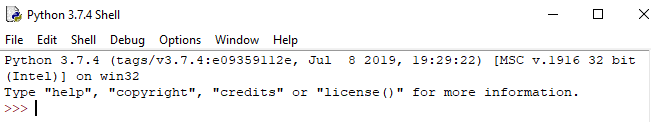 Python 3.7.4 Shell
File Edit Shell Debug Options Window Help
Python 3.7.4 (tags/v3.7.4:e09359112e, Jul  8 2019, 19:29:22) [MSC v.1916 32 bit
(Intel)] on win32
Type "help", "copyright", "credits" or "license()" for more information.
>>>